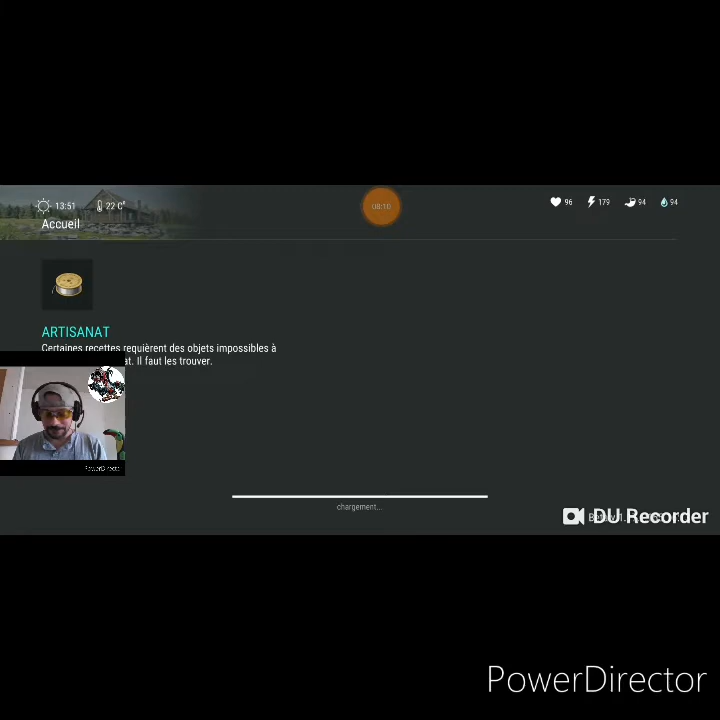 13:51 22 C°
08:10
96 179 94 94
Accueil
ARTISANAT
Certaines recettes requièrent des objets impossibles à
at. Il faut les trouver.
PowerDirecto
chargement...
DU Recorder
PowerDirector